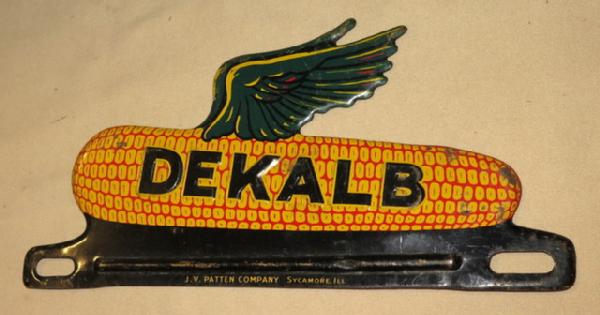 DEKALB
J.V. PATTEN COMPANY SYCAMORE, ILL